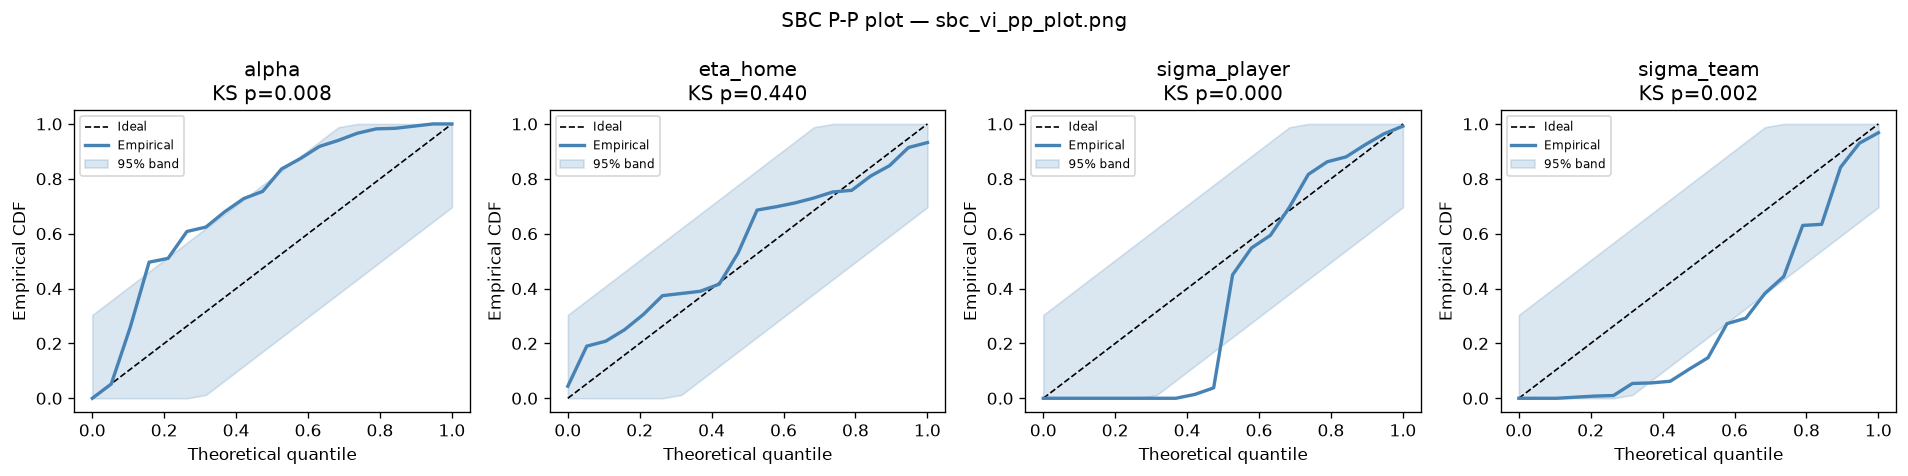 SBC P-P plot — sbc_vi_pp_plot.png
alpha
KS p=0.008
Ideal
Empirical
95% band
Empirical CDF
1.0
0.8
0.6
0.4
0.2
0.0
0.0 0.2 0.4 0.6 0.8 1.0
Theoretical quantile
eta_home
KS p=0.440
Ideal
Empirical
95% band
Empirical CDF
1.0
0.8
0.6
0.4
0.2
0.0
0.0 0.2 0.4 0.6 0.8 1.0
Theoretical quantile
sigma_player
KS p=0.000
Ideal
Empirical
95% band
Empirical CDF
1.0
0.8
0.6
0.4
0.2
0.0
0.0 0.2 0.4 0.6 0.8 1.0
Theoretical quantile
sigma_team
KS p=0.002
Ideal
Empirical
95% band
Empirical CDF
1.0
0.8
0.6
0.4
0.2
0.0
0.0 0.2 0.4 0.6 0.8 1.0
Theoretical quantile